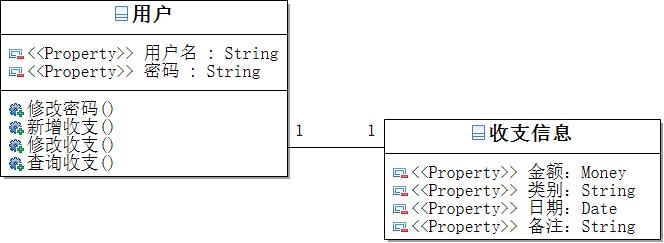 用户
<<Property>> 用户名 : String
<<Property>> 密码 : String
修改密码()
新增收支()
修改收支()
查询收支()
1 1
收支信息
<<Property>> 金额: Money
<<Property>> 类别: String
<<Property>> 日期: Date
<<Property>> 备注: String